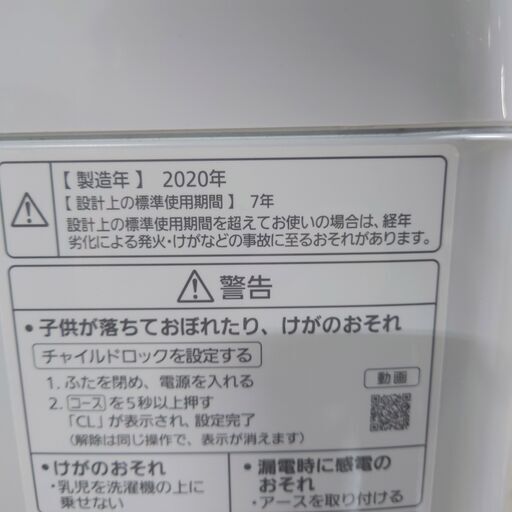 【 製造年 】 2020年
【 設計上の標準使用期間 】 7年
設計上の標準使用期間を超えてお使いの場合は、経年
劣化による発火・けがなどの事故に至るおそれがあります。
警告
・子供が落ちておぼれたり、けがのおそれ
チャイルドロックを設定する
1. ふたを閉め、電源を入れる
2. コースを5秒以上押す
「CL」が表示され、設定完了
(解除は同じ操作で、表示が消えます)
動画
・けがのおそれ
・乳児を洗濯機の上に
乗せない
・漏電時に感電の
おそれ
・アースを取り付ける